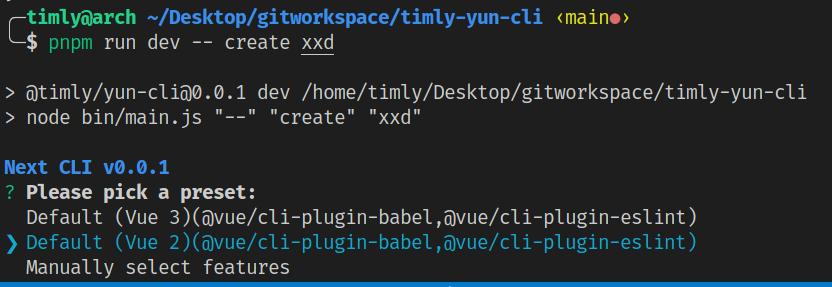 timly@arch ~/Desktop/gitworkspace/timly-yun-cli ‹main●›
$ pnpm run dev -- create xxd
> @timly/yun-cli@0.0.1 dev /home/timly/Desktop/gitworkspace/timly-yun-cli
> node bin/main.js "--" "create" "xxd"
Next CLI v0.0.1
? Please pick a preset:
Default (Vue 3)(@vue/cli-plugin-babel,@vue/cli-plugin-eslint)
❯ Default (Vue 2)(@vue/cli-plugin-babel,@vue/cli-plugin-eslint)
Manually select features